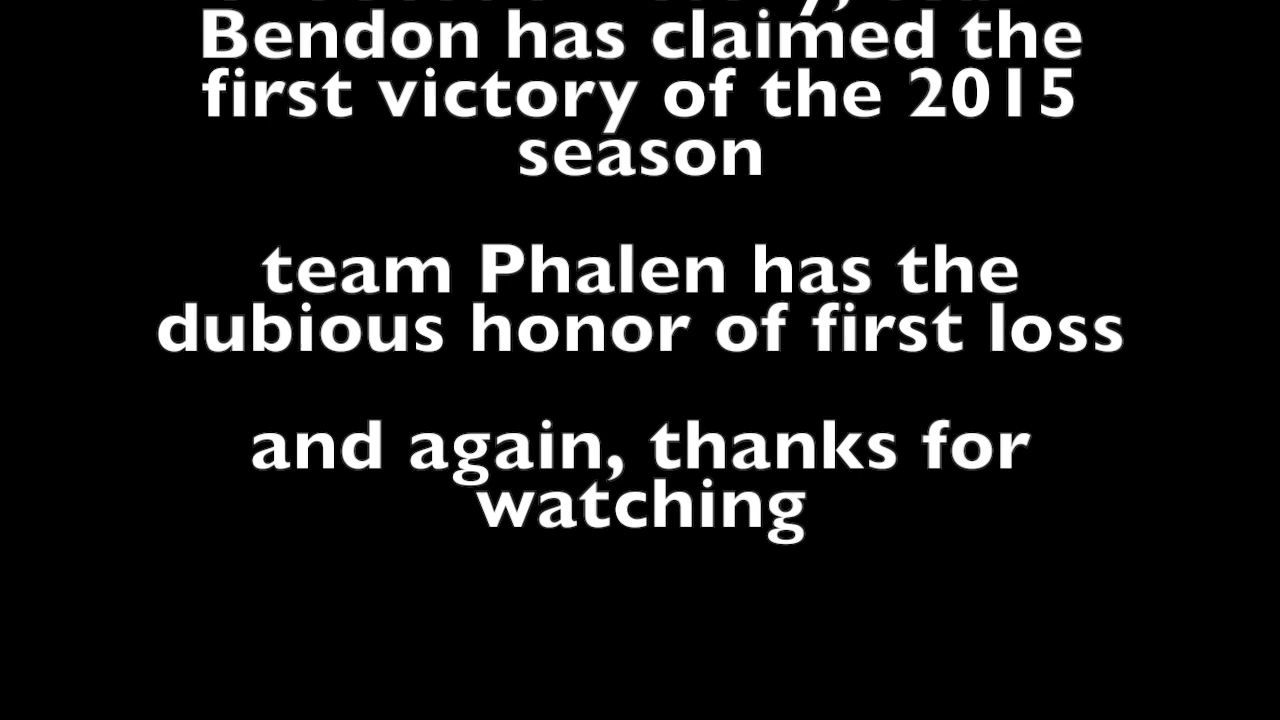 Bendon has claimed the
first victory of the 2015
season
team Phalen has the
dubious honor of first loss
and again, thanks for
watching